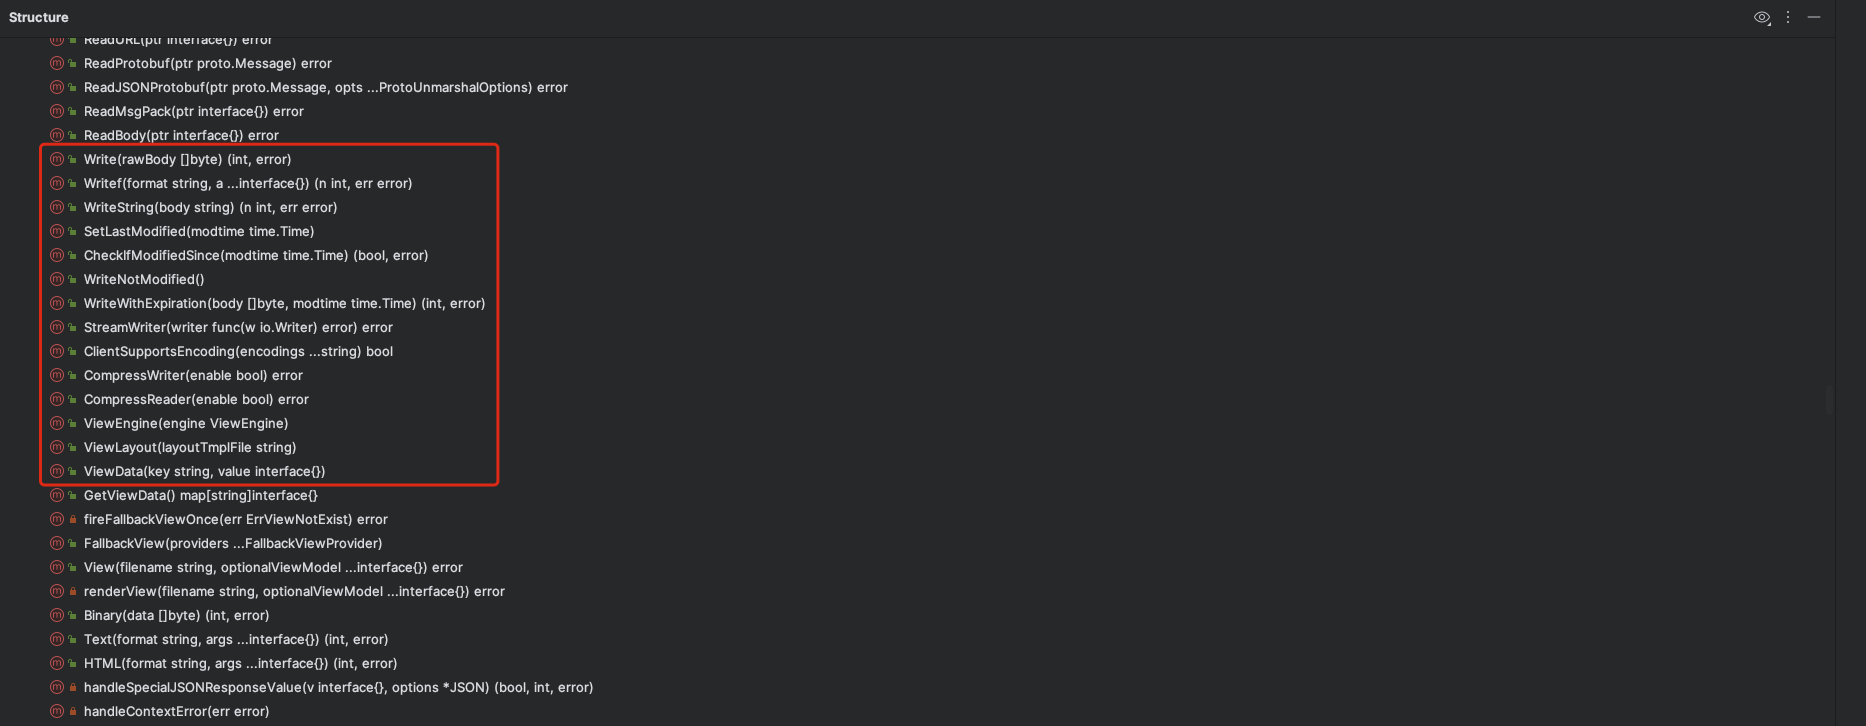 Structure
ReadURL(ptr interface{}) error
ReadProtobuf(ptr proto.Message) error
ReadJSONProtobuf(ptr proto.Message, opts ...ProtoUnmarshalOptions) error
ReadMsgPack(ptr interface{}) error
ReadBody(ptr interface{}) error
Write(rawBody []byte) (int, error)
Writef(format string, a ...interface{}) (n int, err error)
WriteString(body string) (n int, err error)
SetLastModified(modtime time.Time)
CheckIfModifiedSince(modtime time.Time) (bool, error)
WriteNotModified()
WriteWithExpiration(body []byte, modtime time.Time) (int, error)
StreamWriter(writer func(w io.Writer) error) error
ClientSupportsEncoding(encodings ...string) bool
CompressWriter(enable bool) error
CompressReader(enable bool) error
ViewEngine(engine ViewEngine)
ViewLayout(layoutTmplFile string)
ViewData(key string, value interface{})
GetViewData() map[string]interface{}
fireFallbackViewOnce(err ErrViewNotExist) error
FallbackView(providers ...FallbackViewProvider)
View(filename string, optionalViewModel ...interface{}) error
renderView(filename string, optionalViewModel ...interface{}) error
Binary(data []byte) (int, error)
Text(format string, args ...interface{}) (int, error)
HTML(format string, args ...interface{}) (int, error)
handleSpecialJSONResponseValue(v interface{}, options *JSON) (bool, int, error)
handleContextError(err error)